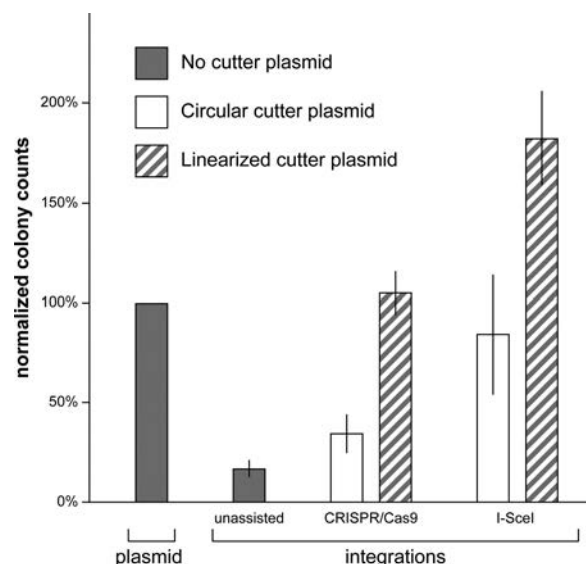 No cutter plasmid
Circular cutter plasmid
Linearized cutter plasmid
normalized colony counts
200%
150%
100%
50%
0%
unassisted CRISPR/Cas9 I-SceI
plasmid integrations